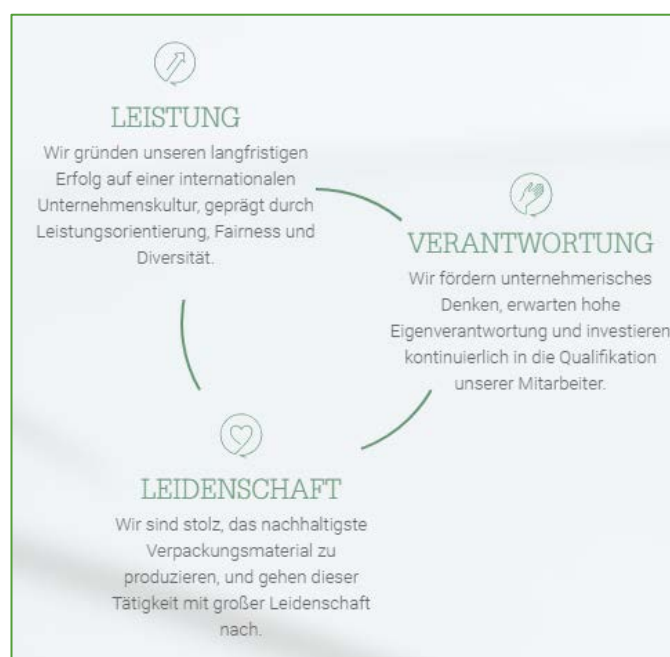 LEISTUNG
Wir gründen unseren langfristigen
Erfolg auf einer internationalen
Unternehmenskultur, geprägt durch
Leistungsorientierung, Fairness und
Diversität.
VERANTWORTUNG
Wir fördern unternehmerisches
Denken, erwarten hohe
Eigenverantwortung und investieren
kontinuierlich in die Qualifikation
unserer Mitarbeiter.
LEIDENSCHAFT
Wir sind stolz, das nachhaltigste
Verpackungsmaterial zu
produzieren, und gehen dieser
Tätigkeit mit großer Leidenschaft
nach.